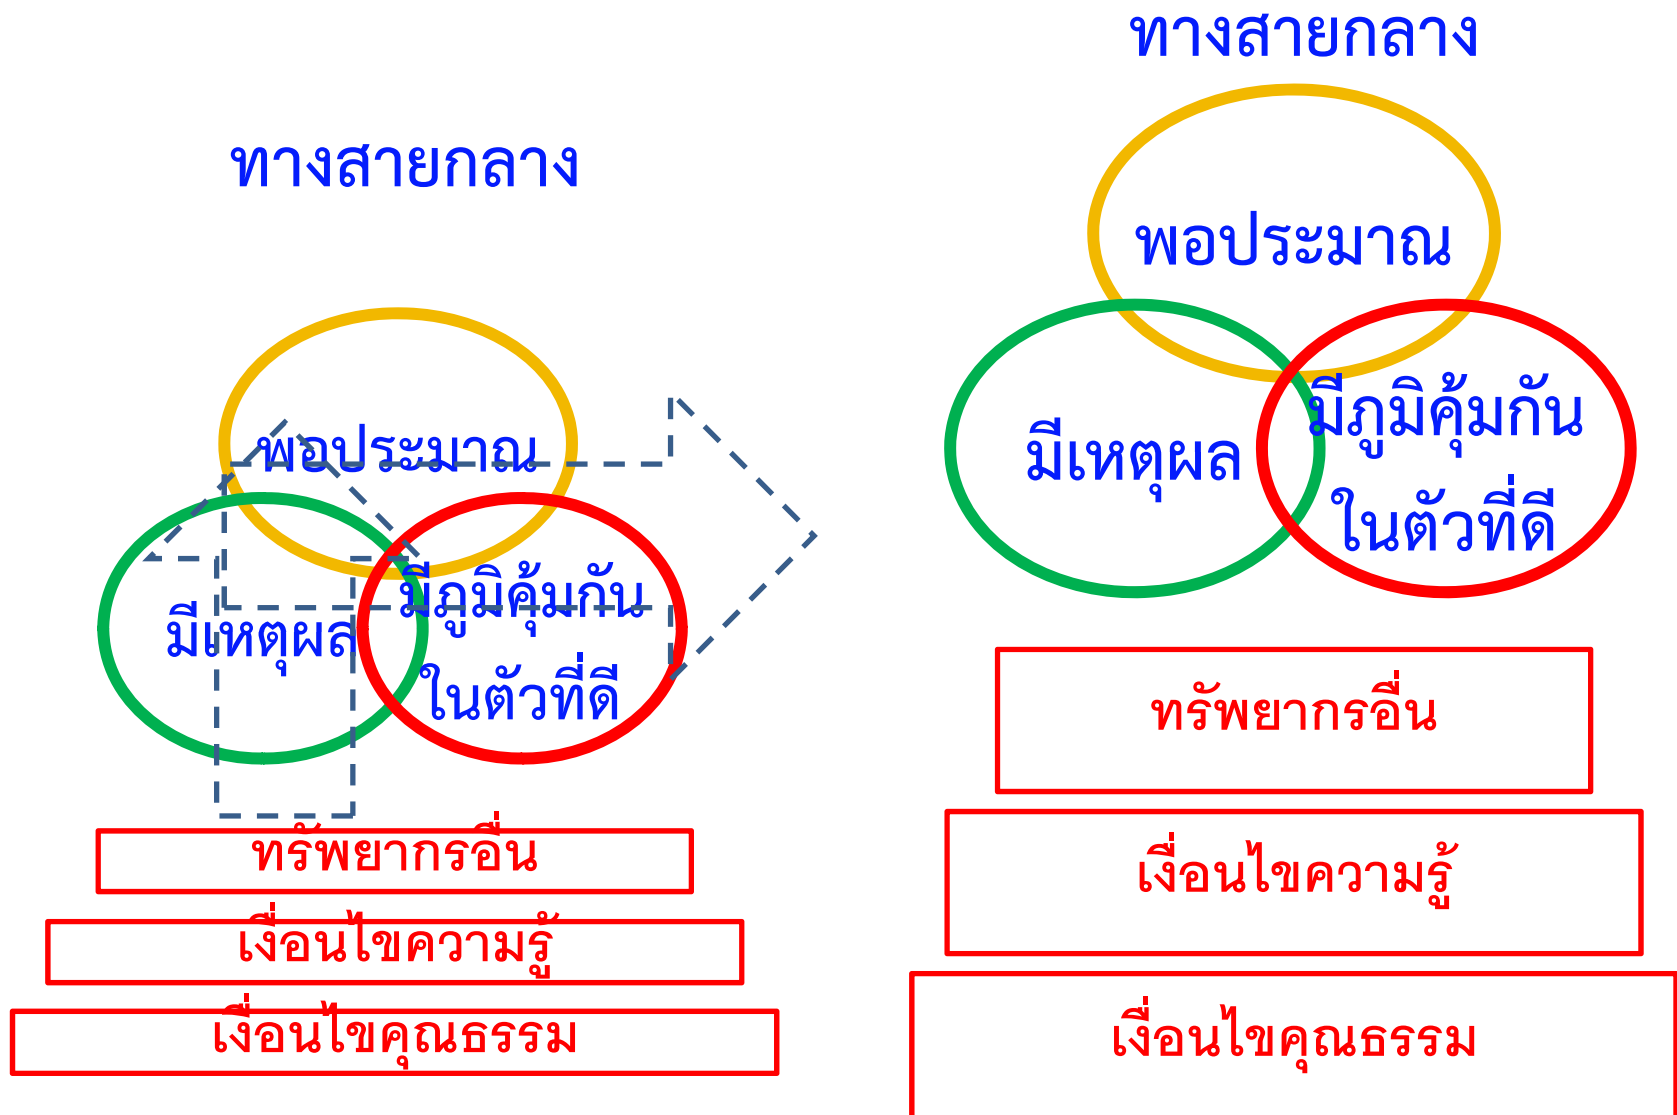 ทางสายกลาง
พอประมาณ
มีเหตุผล
มีภูมิคุ้มกัน
ในตัวที่ดี
ทรัพยากรอื่น
เงื่อนไขความรู้
เงื่อนไขคุณธรรม
ทางสายกลาง
พอประมาณ
มีเหตุผล
มีภูมิคุ้มกัน
ในตัวที่ดี
ทรัพยากรอื่น
เงื่อนไขความรู้
เงื่อนไขคุณธรรม